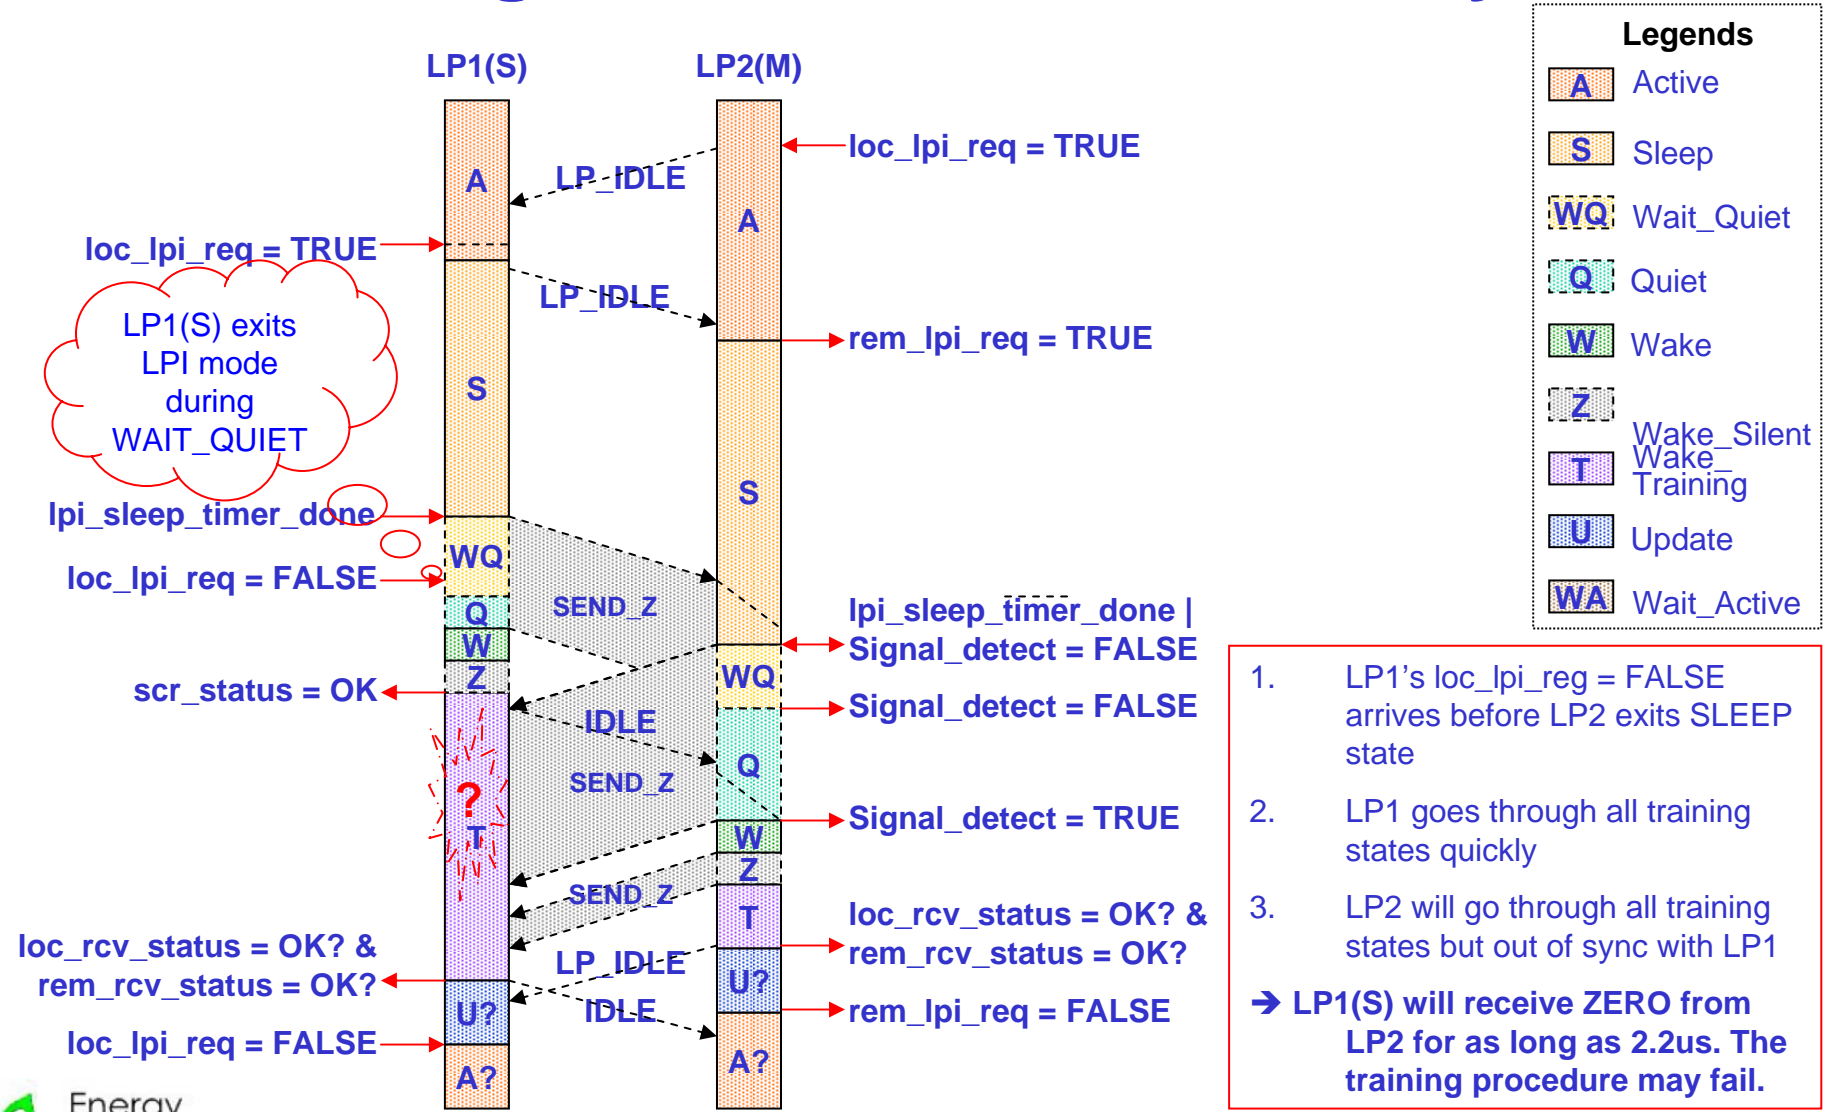 LP1(S)
LP2(M)
Legends
A Active
S Sleep
WQ Wait_Quiet
Q Quiet
W Wake
Z
Wake_Silent
T Wake_
Training
U Update
WA Wait_Active
loc_lpi_req = TRUE
LP_IDLE
A
A
loc_lpi_req = TRUE
LP_IDLE
rem_lpi_req = TRUE
LP1(S) exits
LPI mode
during
WAIT_QUIET
S
S
lpi_sleep_timer_done
WQ
loc_lpi_req = FALSE
Q
SEND_Z
lpi_sleep_timer_done |
Signal_detect = FALSE
W
Z
WQ
scr_status = OK
Signal_detect = FALSE
IDLE
Q
SEND_Z
?
T
Signal_detect = TRUE
W
Z
SEND_Z
T
loc_rcv_status = OK? &
rem_rcv_status = OK?
loc_rcv_status = OK? &
rem_rcv_status = OK?
LP_IDLE
U?
IDLE
rem_lpi_req = FALSE
U?
loc_lpi_req = FALSE
A?
A?
1. LP1's loc_lpi_reg = FALSE
arrives before LP2 exits SLEEP
state
2. LP1 goes through all training
states quickly
3. LP2 will go through all training
states but out of sync with LP1
➔ LP1(S) will receive ZERO from
LP2 for as long as 2.2us. The
training procedure may fail.
Energy